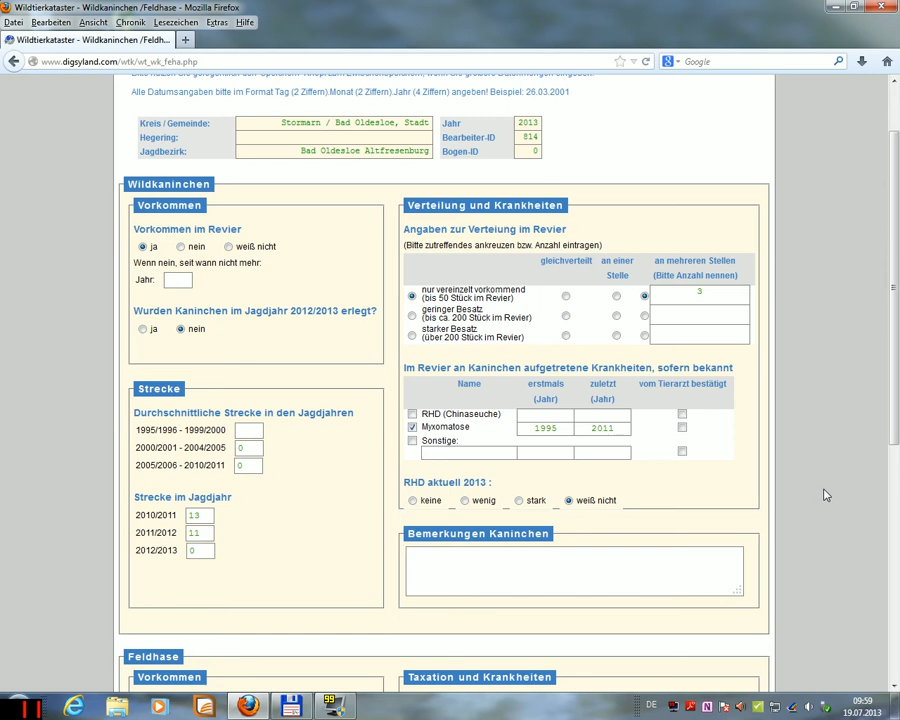 Wildtierkataster - Wildkaninchen /Feldhase - Mozilla Firefox
Datei Bearbeiten Ansicht Chronik Lesezeichen Extras Hilfe
Wildtierkataster - Wildkaninchen /Feldh... +
www.digsyland.com/wtk/wt_wk_feha.php
Google
Alle Datumsangaben bitte im Format Tag (2 Ziffern).Monat (2 Ziffern).Jahr (4 Ziffern) angeben! Beispiel: 26.03.2001
Kreis / Gemeinde: Stormarn / Bad Oldesloe, Stadt Jahr 2013
Hegering: Bearbeiter-ID 814
Jagdbezirk: Bad Oldesloe Altfresenburg Bogen-ID 0
Wildkaninchen
Vorkommen
Vorkommen im Revier
ja nein weiß nicht
Wenn nein, seit wann nicht mehr:
Jahr:
Wurden Kaninchen im Jagdjahr 2012/2013 erlegt?
ja nein
Strecke
Durchschnittliche Strecke in den Jagdjahren
1995/1996 - 1999/2000
2000/2001 - 2004/2005 0
2005/2006 - 2010/2011 0
Strecke im Jagdjahr
2010/2011 13
2011/2012 11
2012/2013 0
Verteilung und Krankheiten
Angaben zur Verteiung im Revier
(Bitte zutreffendes ankreuzen bzw. Anzahl eintragen)
gleichverteilt an einer an mehreren Stellen
Stelle (Bitte Anzahl nennen)
nur vereinzelt vorkommend 3
(bis 50 Stück im Revier)
geringer Besatz
(bis ca. 200 Stück im Revier)
starker Besatz
(über 200 Stück im Revier)
Im Revier an Kaninchen aufgetretene Krankheiten, sofern bekannt
Name erstmals zuletzt vom Tierarzt bestätigt
(Jahr) (Jahr)
RHD (Chinaseuche)
Myxomatose 1995 2011
Sonstige:
RHD aktuell 2013 :
keine wenig stark weiß nicht
Bemerkungen Kaninchen
Feldhase
Vorkommen
Taxation und Krankheiten
99
DE
09:59
19.07.2013